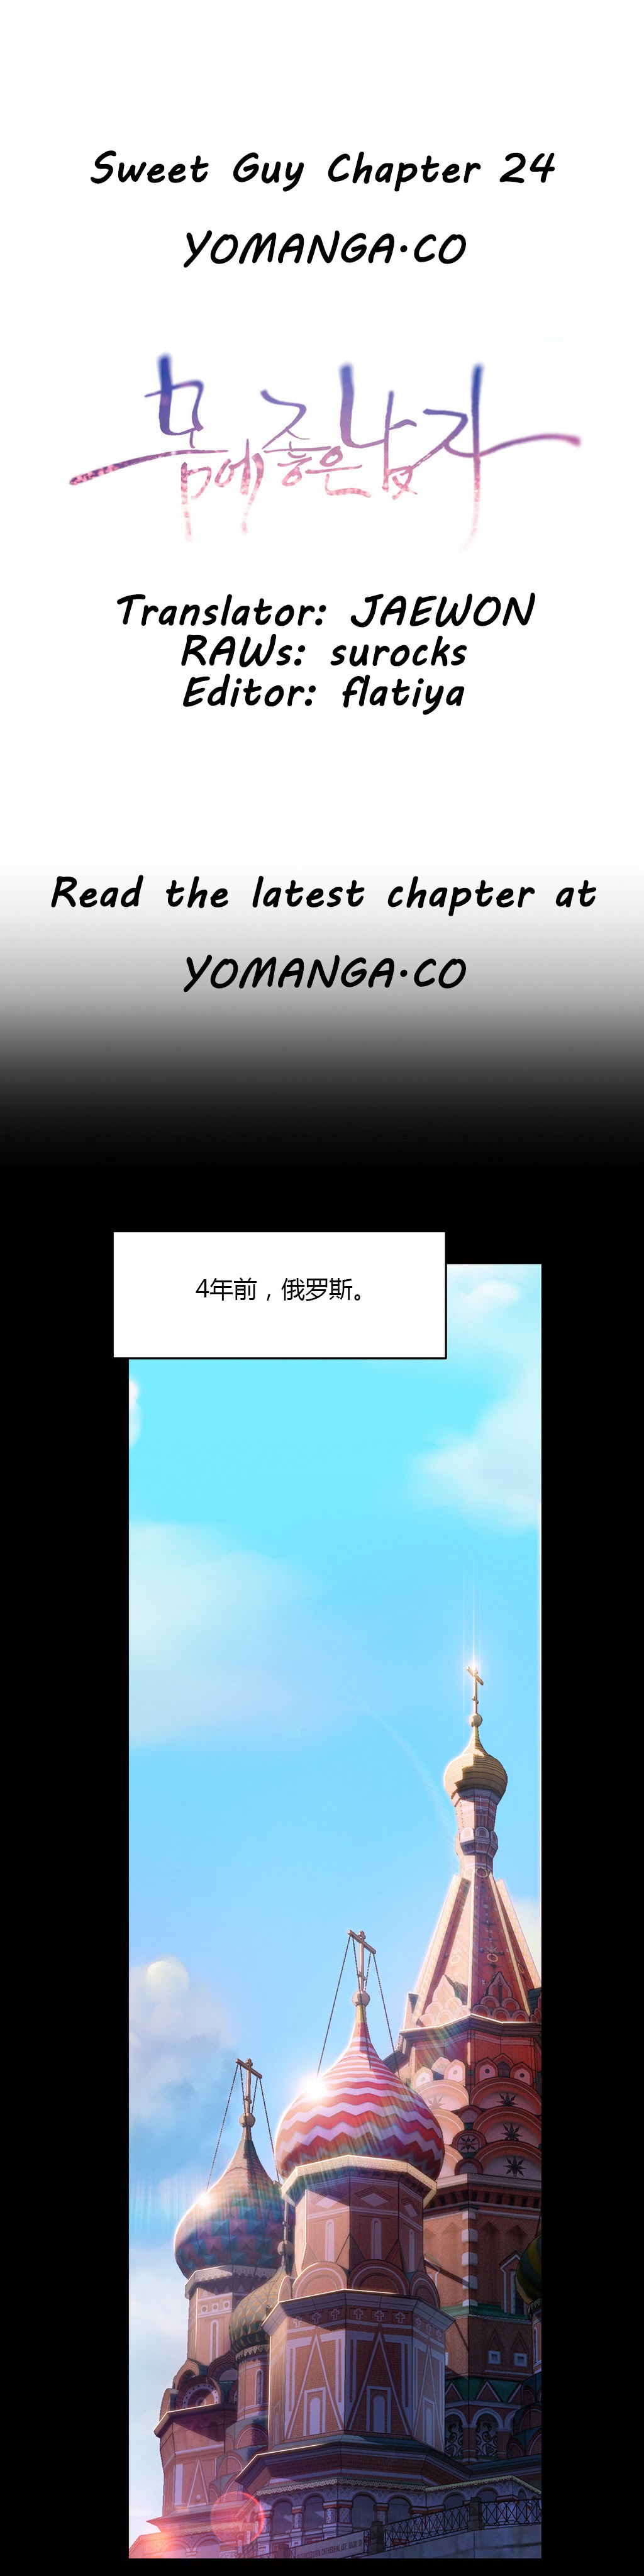 Sweet Guy Chapter 24
YOMANGA.CO
몸에 좋은 남자
Translator: JAEWON
RAWs: surocks
Editor: flatiya
Read the latest chapter at
YOMANGA.CO
4年前，俄罗斯。